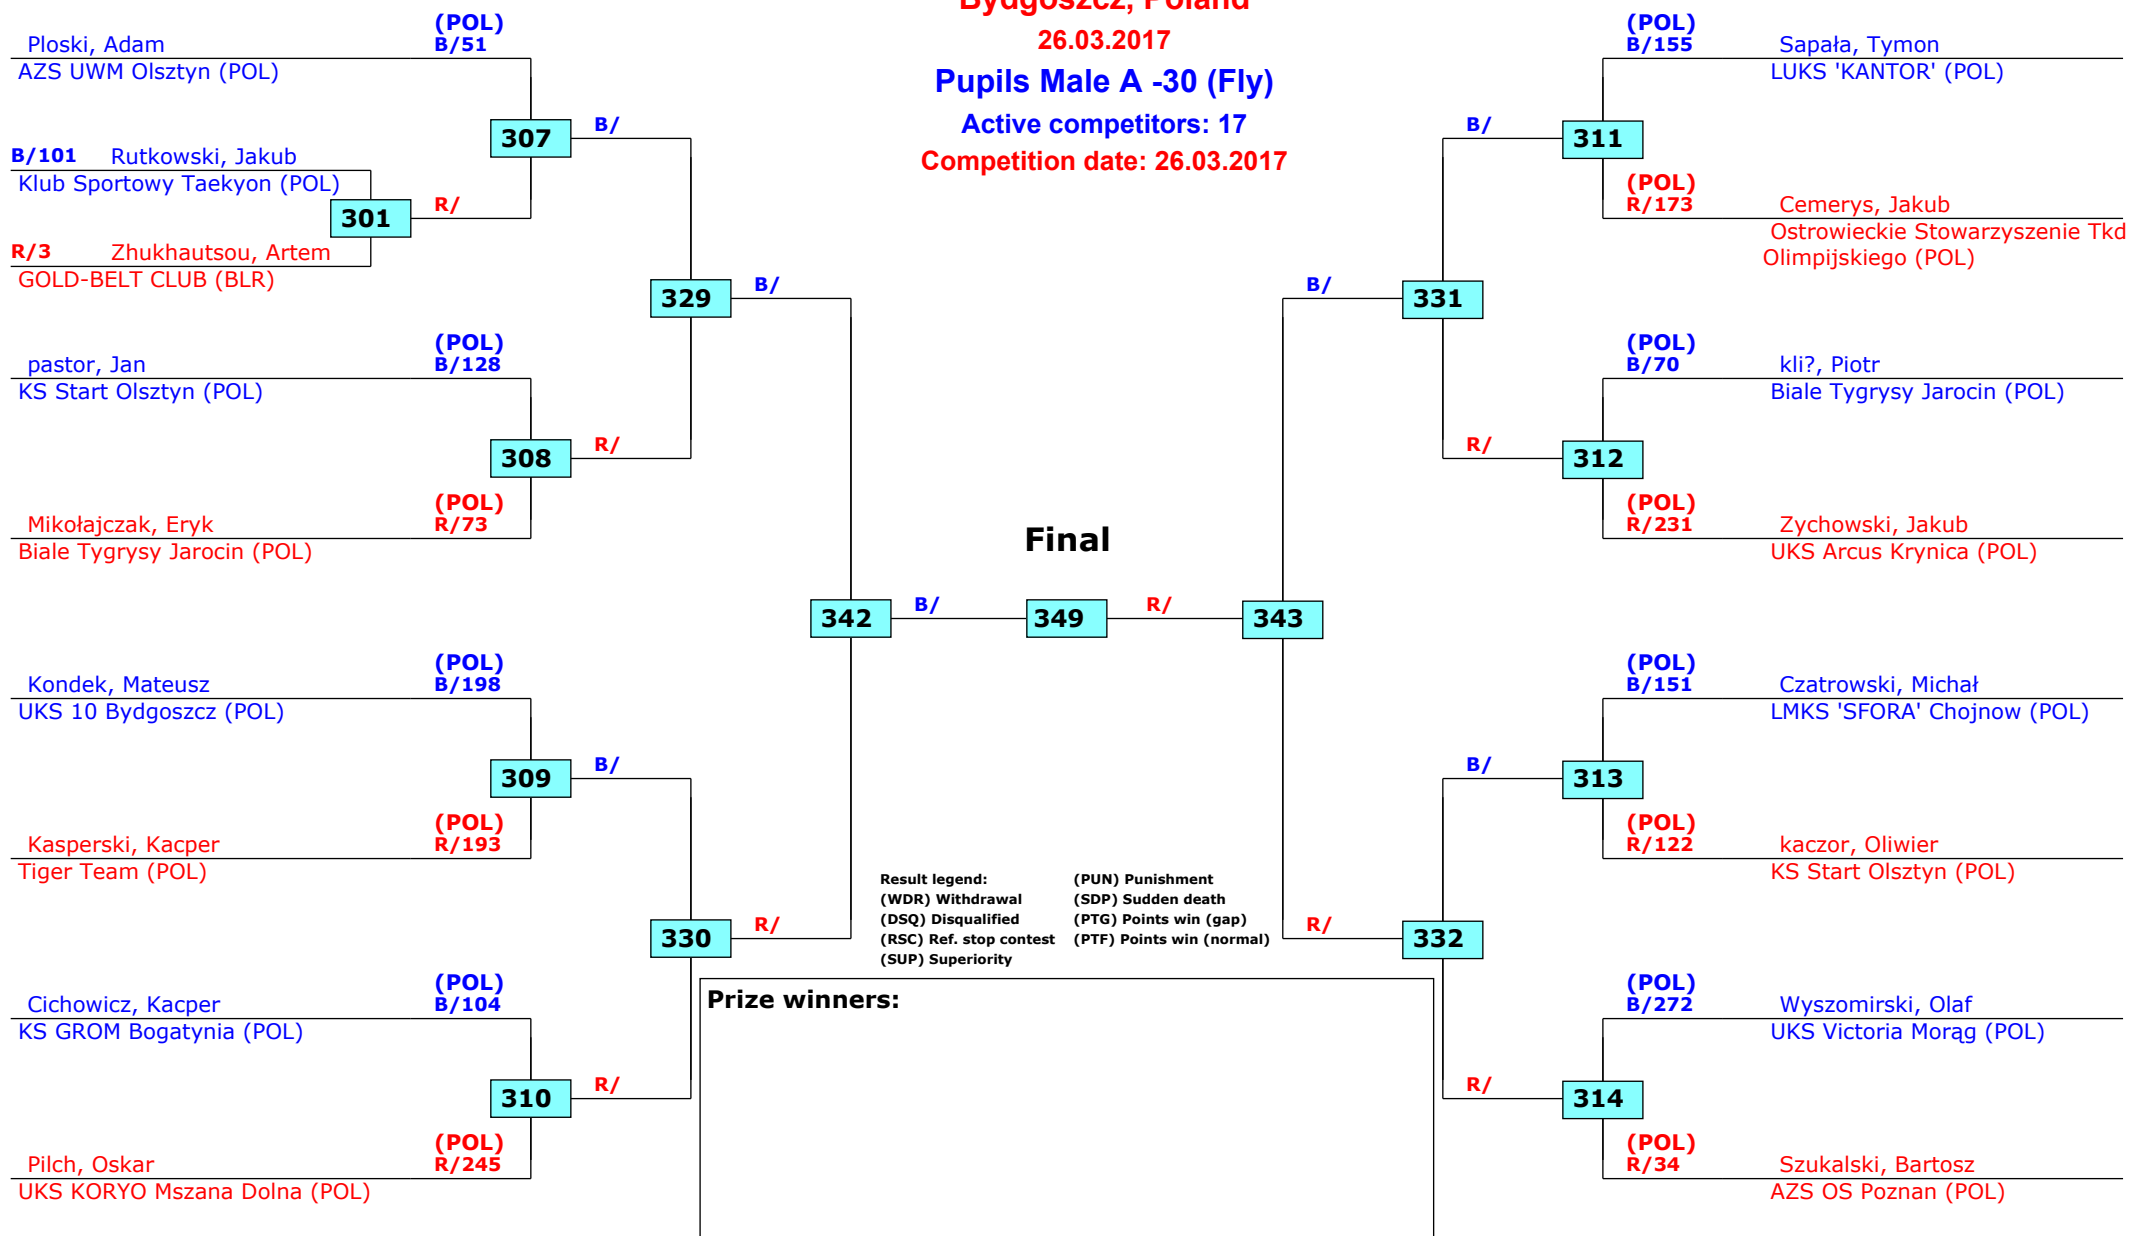 Bydgoszcz, Poland
26.03.2017
Pupils Male A -30 (Fly)
Active competitors: 17
Competition date: 26.03.2017
(POL)
Ploski, Adam B/51
AZS UWM Olsztyn (POL)
307
B/
B/101 Rutkowski, Jakub
Klub Sportowy Taekyon (POL)
301
R/
R/3 Zhukhautsou, Artem
GOLD-BELT CLUB (BLR)
329
B/
(POL)
pastor, Jan B/128
KS Start Olsztyn (POL)
308
R/
(POL)
Mikołajczak, Eryk R/73
Biale Tygrysy Jarocin (POL)
342
B/
(POL)
Kondek, Mateusz B/198
UKS 10 Bydgoszcz (POL)
309
B/
(POL)
Kasperski, Kacper R/193
Tiger Team (POL)
330
R/
(POL)
Cichowicz, Kacper B/104
KS GROM Bogatynia (POL)
310
R/
(POL)
Pilch, Oskar R/245
UKS KORYO Mszana Dolna (POL)
Final
349
R/
343
(POL)
B/155 Sapała, Tymon
LUKS 'KANTOR' (POL)
B/
311
(POL)
R/173 Cemerys, Jakub
Ostrowieckie Stowarzyszenie Tkd
Olimpijskiego (POL)
B/
331
(POL)
B/70 kli?, Piotr
Biale Tygrysy Jarocin (POL)
R/
312
(POL)
R/231 Zychowski, Jakub
UKS Arcus Krynica (POL)
(POL)
B/151 Czatrowski, Michał
LMKS 'SFORA' Chojnow (POL)
B/
313
(POL)
R/122 kaczor, Oliwier
KS Start Olsztyn (POL)
R/
332
(POL)
B/272 Wyszomirski, Olaf
UKS Victoria Morąg (POL)
R/
314
(POL)
R/34 Szukalski, Bartosz
AZS OS Poznan (POL)
Result legend: (PUN) Punishment
(WDR) Withdrawal (SDP) Sudden death
(DSQ) Disqualified (PTG) Points win (gap)
(RSC) Ref. stop contest (PTF) Points win (normal)
(SUP) Superiority
Prize winners: